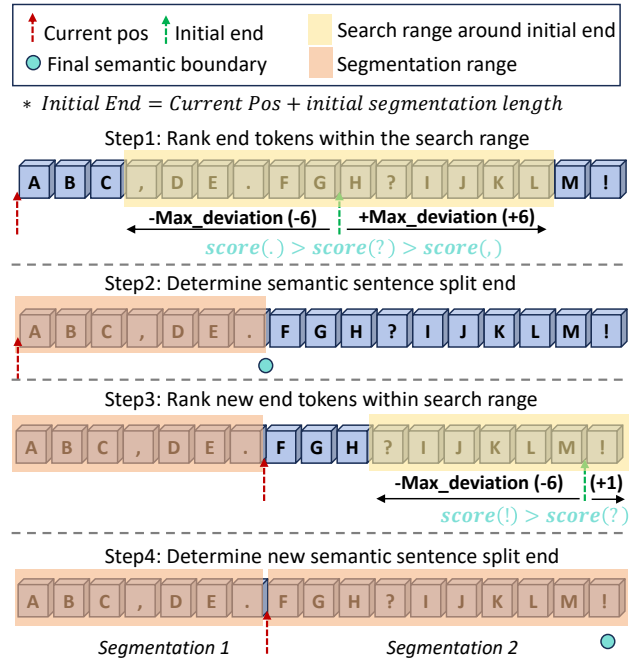 Current pos Initial end Search range around initial end
Final semantic boundary Segmentation range
* Initial End = Current Pos + initial segmentation length
Step1: Rank end tokens within the search range
A B C , D E . F G H ? I J K L M !
-Max_deviation (-6) +Max_deviation (+6)
score(.) > score(?) > score(,)
Step2: Determine semantic sentence split end
A B C , D E . F G H ? I J K L M !
Step3: Rank new end tokens within search range
A B C , D E . F G H ? I J K L M !
-Max_deviation (-6) (+1)
score(!) > score(?)
Step4: Determine new semantic sentence split end
A B C , D E . F G H ? I J K L M !
Segmentation 1 Segmentation 2